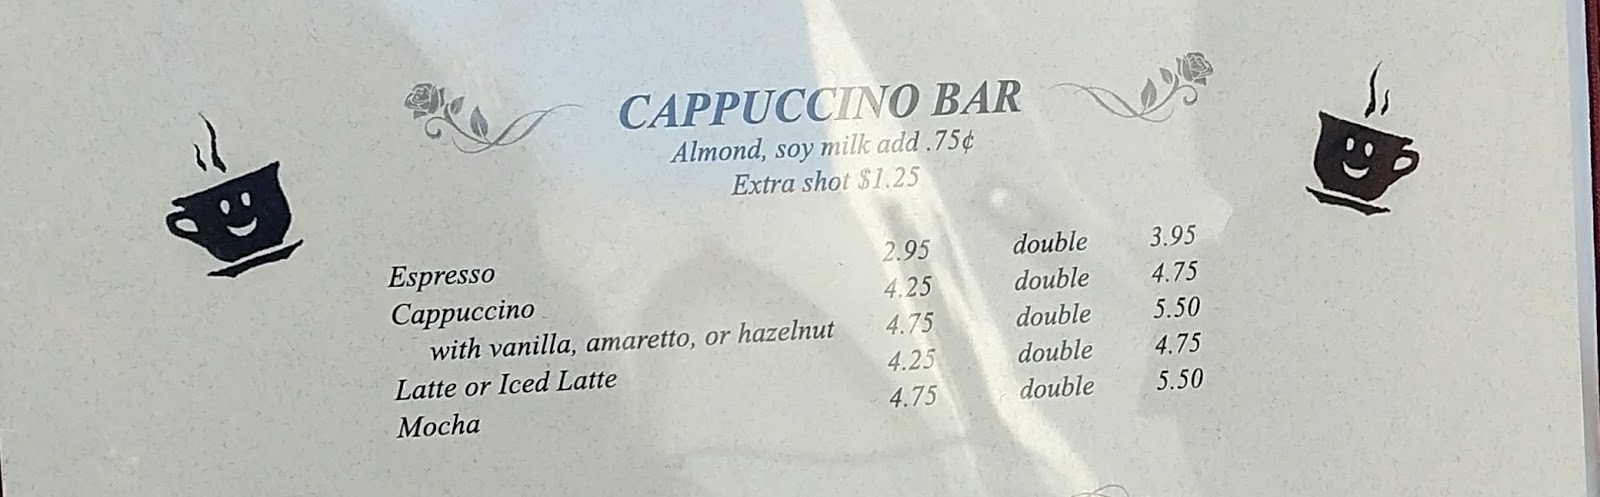 CAPPUCCINO BAR
Almond, soy milk add .75¢
Extra shot $1.25
Espresso 2.95 double 3.95
Cappuccino 4.25 double 4.75
with vanilla, amaretto, or hazelnut 4.75 double 5.50
Latte or Iced Latte 4.25 double 4.75
Mocha 4.75 double 5.50